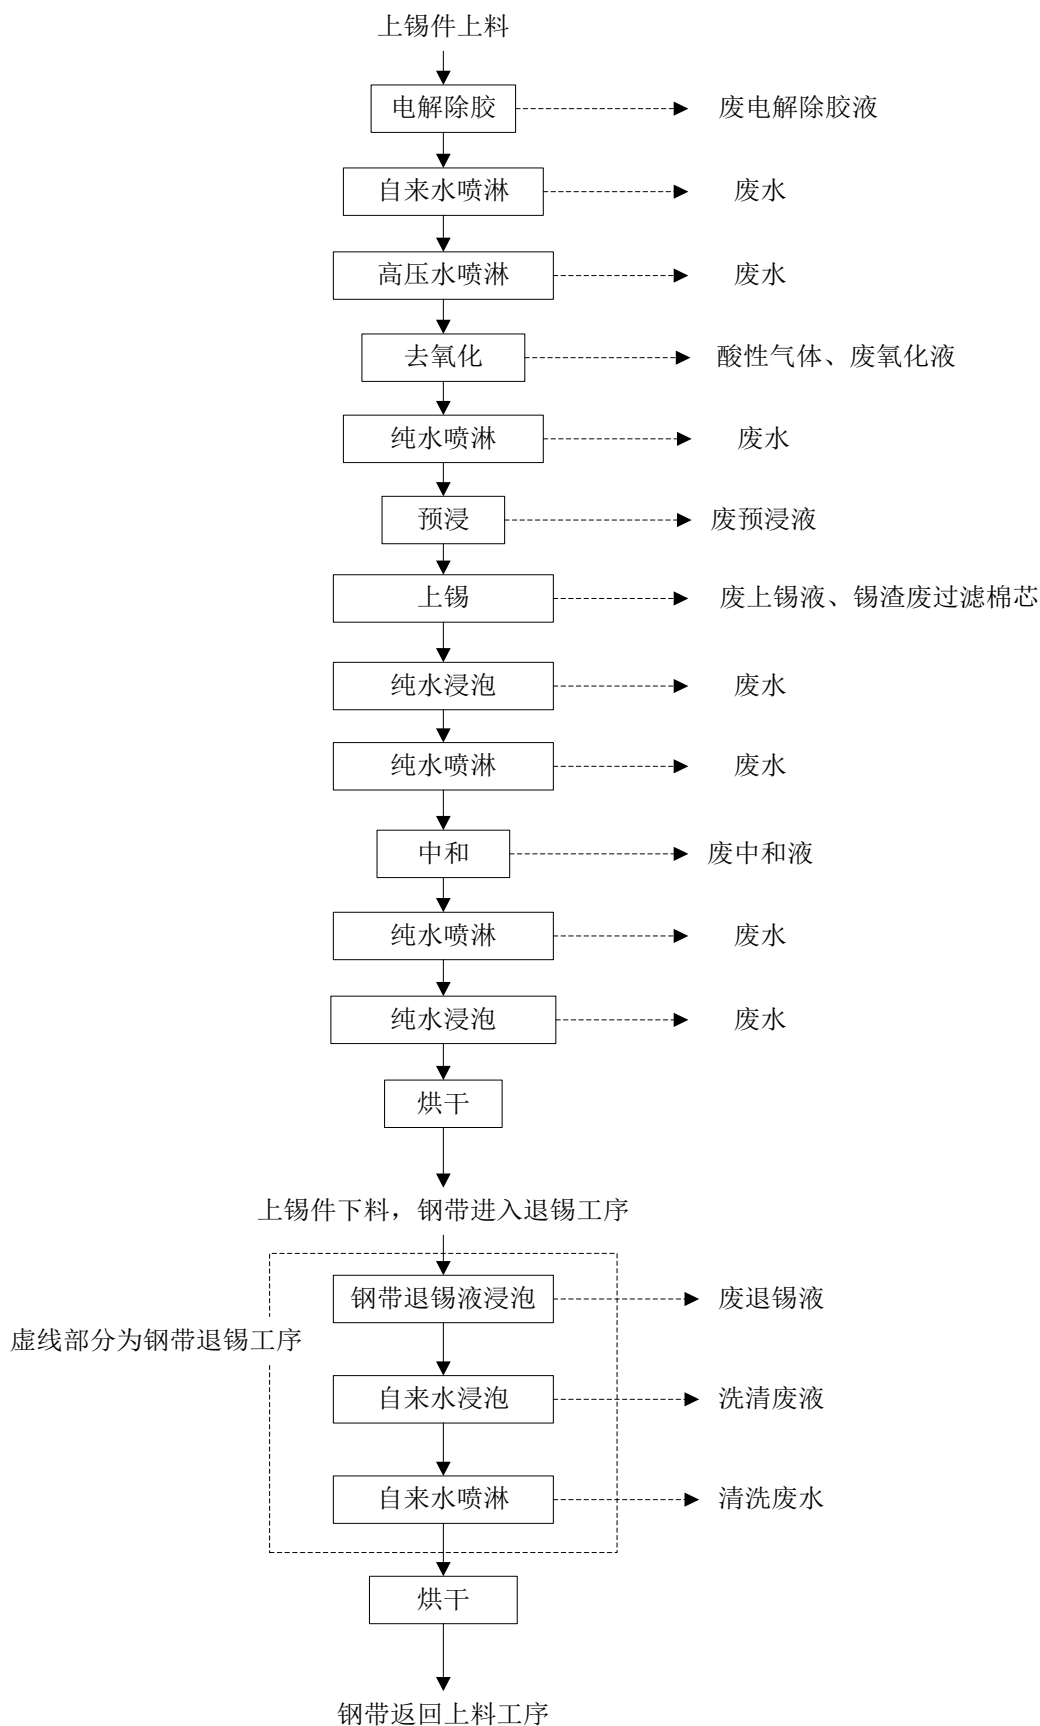 上锡件上料
电解除胶
废电解除胶液
自来水喷淋
废水
高压水喷淋
废水
去氧化
酸性气体、废氧化液
纯水喷淋
废水
预浸
废预浸液
上锡
废上锡液、锡渣废过滤棉芯
纯水浸泡
废水
纯水喷淋
废水
中和
废中和液
纯水喷淋
废水
纯水浸泡
废水
烘干
上锡件下料，钢带进入退锡工序
钢带退锡液浸泡
废退锡液
虚线部分为钢带退锡工序
自来水浸泡
洗清废液
自来水喷淋
清洗废水
烘干
钢带返回上料工序